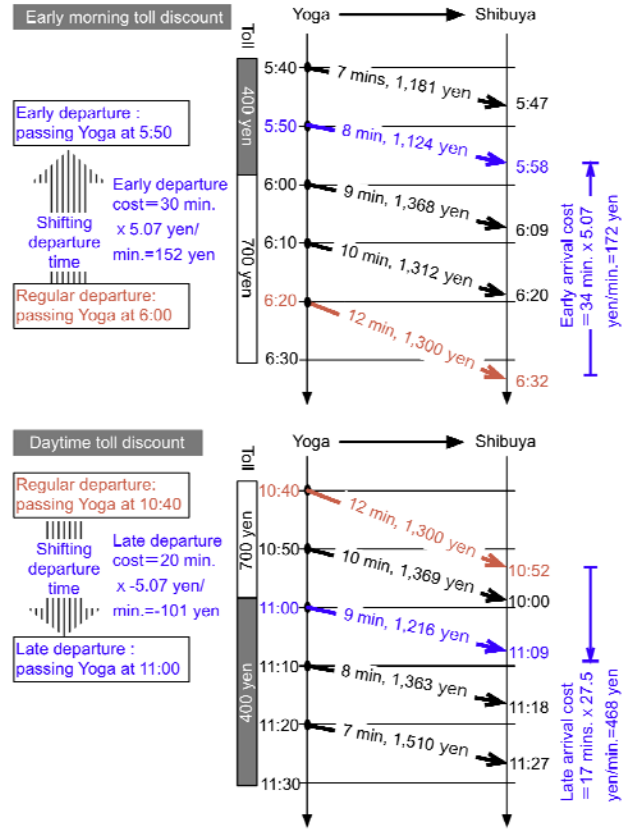 Early morning toll discount
Toll
Yoga
Shibuya
400 yen
700 yen
5:40
7 mins, 1,181 yen
5:47
5:50
8 min, 1,124 yen
5:58
6:00
9 min, 1,368 yen
6:09
6:10
10 min, 1,312 yen
6:20
6:20
12 min, 1,300 yen
6:32
6:30
Early departure :
passing Yoga at 5:50
Shifting
departure
time
Early departure
cost=30 min.
x 5.07 yen/
min.=152 yen
Regular departure:
passing Yoga at 6:00
Early arrival cost
=34 min. x 5.07
yen/min.=172 yen
Daytime toll discount
Toll
Yoga
Shibuya
700 yen
400 yen
10:40
12 min, 1,300 yen
10:52
10:50
10 min, 1,369 yen
10:00
11:00
9 min, 1,216 yen
11:09
11:10
8 min, 1,363 yen
11:18
11:20
7 min, 1,510 yen
11:27
11:30
Regular departure:
passing Yoga at 10:40
Shifting
departure
time
Late departure
cost=20 min.
x -5.07 yen/
min.=-101 yen
Late departure :
passing Yoga at 11:00
Late arrival cost
=17 mins. x 27.5
yen/min.=468 yen